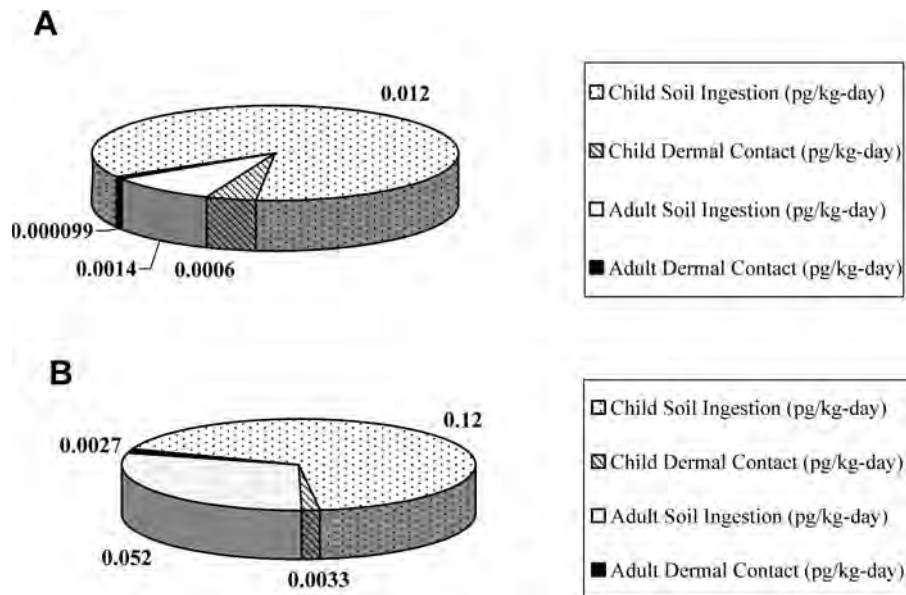 A
0.012
0.000099
0.0014
0.0006
Child Soil Ingestion (pg/kg-day)
Child Dermal Contact (pg/kg-day)
Adult Soil Ingestion (pg/kg-day)
Adult Dermal Contact (pg/kg-day)
B
0.12
0.0027
0.052
0.0033
Child Soil Ingestion (pg/kg-day)
Child Dermal Contact (pg/kg-day)
Adult Soil Ingestion (pg/kg-day)
Adult Dermal Contact (pg/kg-day)